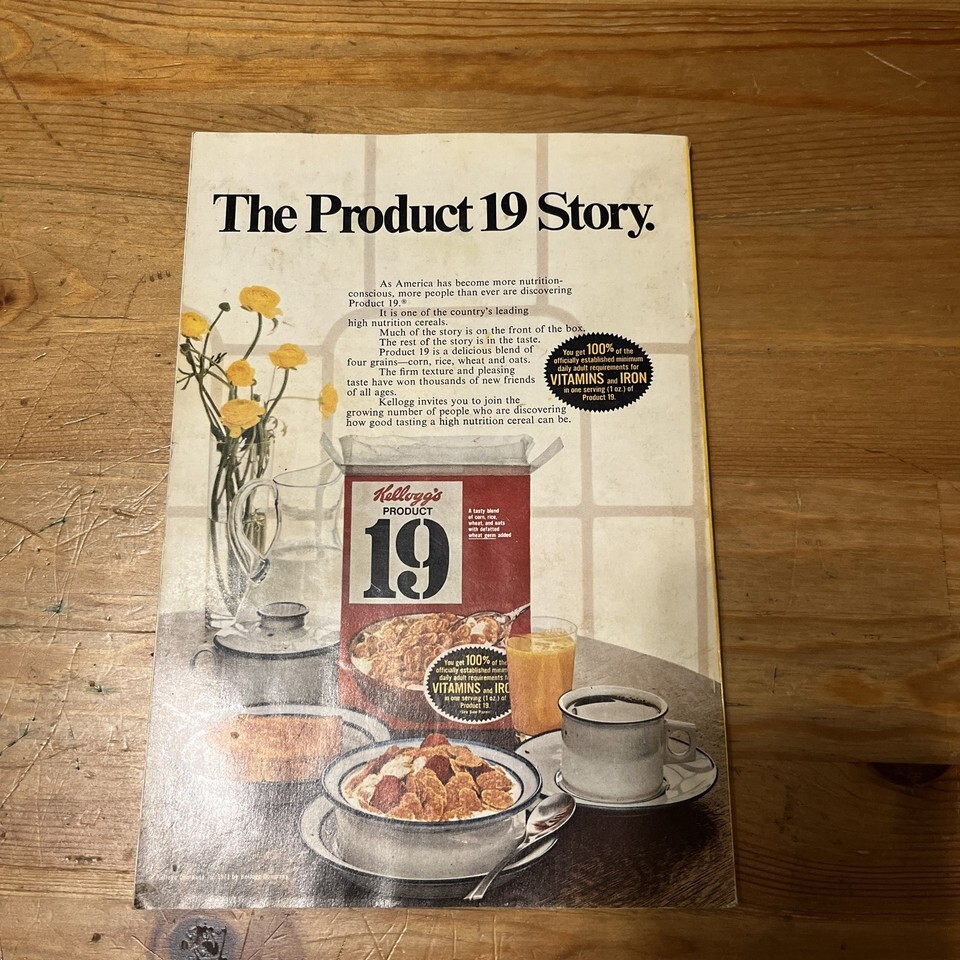 The Product 19 Story.
As America has become more nutrition-
conscious, more people than ever are discovering
Product 19.®
It is one of the country's leading
high nutrition cereals.
Much of the story is on the front of the box.
The rest of the story is in the taste.
Product 19 is a delicious blend of
four grains—corn, rice, wheat and oats.
The firm texture and pleasing
taste have won thousands of new friends
of all ages.
Kellogg invites you to join the
growing number of people who are discovering
how good tasting a high nutrition cereal can be.
You get 100% of the
officially established minimum
daily adult requirements for
VITAMINS and IRON
in one serving (1 oz.) of
Product 19.
Kellogg's
PRODUCT
19
A tasty blend
of corn, rice,
wheat, and oats
with defatted
wheat germ added
You get 100% of the
officially established minim
daily adult requirements f
VITAMINS and IRO
in one serving (1 oz.) of
Product 19.
by Kellogg Company